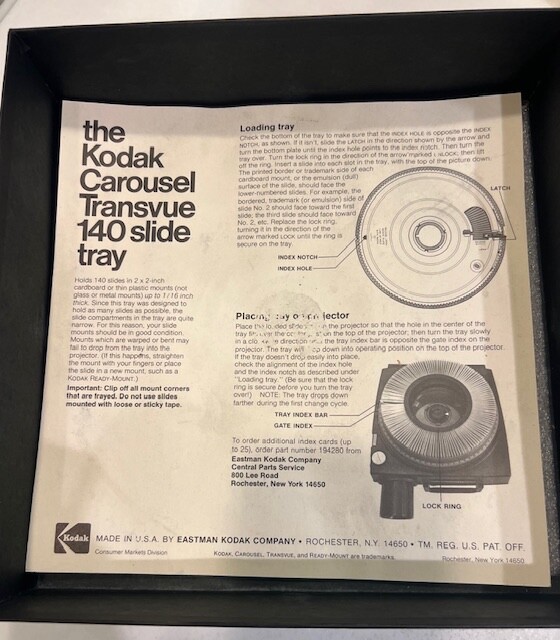 the
Kodak
Carousel
Transvue
140 slide
tray
Holds 140 slides in 2 x 2-inch
cardboard or thin plastic mounts (not
glass or metal mounts) up to 1/16 inch
thick. Since this tray was designed to
hold as many slides as possible, the
slide compartments in the tray are quite
narrow. For this reason, your slide
mounts should be in good condition.
Mounts which are warped or bent may
fail to drop from the tray into the
projector. (If this happens, straighten
the mount with your fingers or place
the slide in a new mount, such as a
KODAK READY-MOUNT.)
Important: Clip off all mount corners
that are frayed. Do not use slides
mounted with loose or sticky tape.
Loading tray
Check the bottom of the tray to make sure that the INDEX HOLE is opposite the INDEX
NOTCH, as shown. If it isn't, slide the LATCH in the direction shown by the arrow and
turn the bottom plate until the index hole points to the index notch. Then turn the
tray over. Turn the lock ring in the direction of the arrow marked UNLOCK; then lift
off the ring. Insert a slide into each slot in the tray, with the top of the picture down.
The printed border or trademark side of each
cardboard mount, or the emulsion (dull)
surface of the slide, should face the
lower-numbered slides. For example, the
bordered, trademark (or emulsion) side of
slide No. 2 should face toward the first
slide; the third slide should face toward
No. 2, etc. Replace the lock ring,
turning it in the direction of the
arrow marked LOCK until the ring is
secure on the tray.
LATCH
INDEX NOTCH
INDEX HOLE
Placing tray on projector
Place the loaded slide in the projector so that the hole in the center of the
tray fits over the on the top of the projector; then turn the tray slowly
in a direction the tray index bar is opposite the gate index on the
projector. The tray will drop down into operating position on the top of the projector.
If the tray doesn't drop easily into place,
check the alignment of the index hole
and the index notch as described under
"Loading tray." (Be sure that the lock
ring is secure before you turn the tray
over!) NOTE: The tray drops down
farther during the first change cycle.
TRAY INDEX BAR
GATE INDEX
LOCK RING
To order additional index cards (up
to 25), order part number 194280 from
Eastman Kodak Company
Central Parts Service
800 Lee Road
Rochester, New York 14650
Kodak
MADE IN U.S.A. BY EASTMAN KODAK COMPANY • ROCHESTER, N.Y. 14650 • TM. REG. U.S. PAT. OFF.
Consumer Markets Division
KODAK, CAROUSEL, TRANSVUE, and READY-MOUNT are trademarks.
Rochester, New York 14650